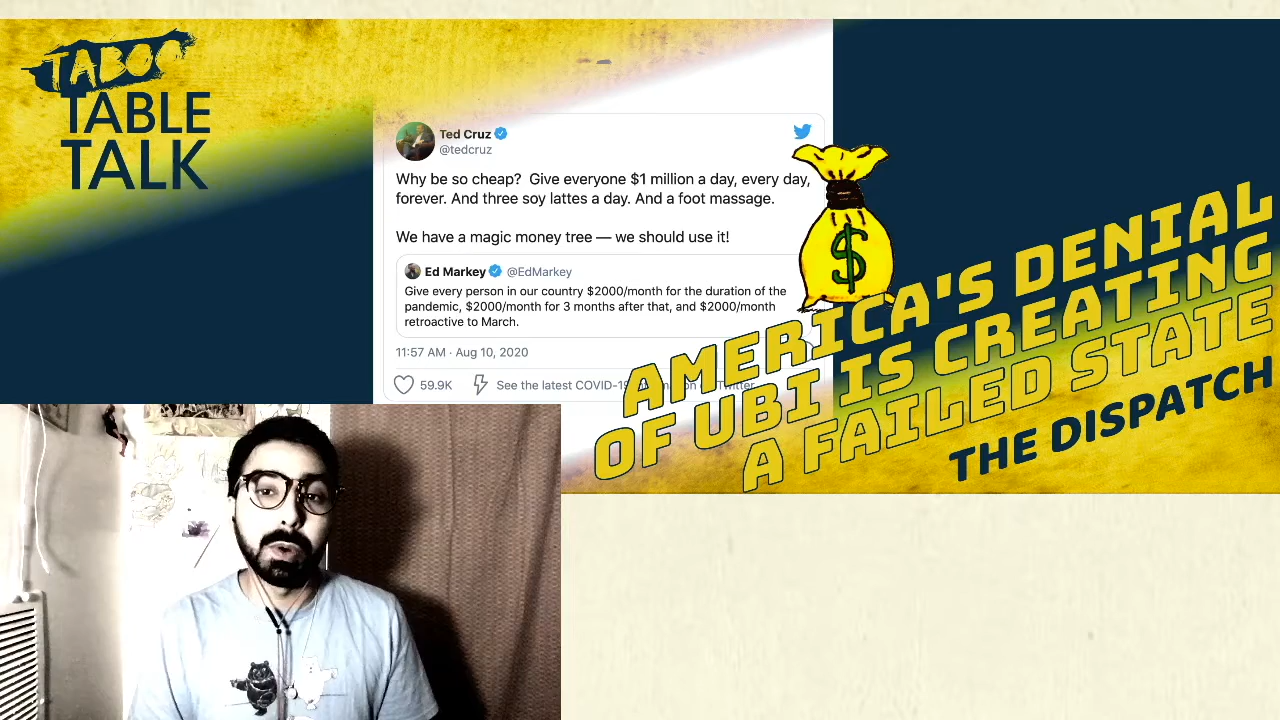 TABOO
TABLE
TALK
Ted Cruz
@tedcruz
Why be so cheap? Give everyone $1 million a day, every day,
forever. And three soy lattes a day. And a foot massage.
We have a magic money tree — we should use it!
Ed Markey @EdMarkey
Give every person in our country $2000/month for the duration of the
pandemic, $2000/month for 3 months after that, and $2000/month
retroactive to March.
11:57 AM · Aug 10, 2020
59.9K See the latest COVID-19 on Twitter
$
AMERICA'S DENIAL
OF UBI IS CREATING
A FAILED STATE
THE DISPATCH